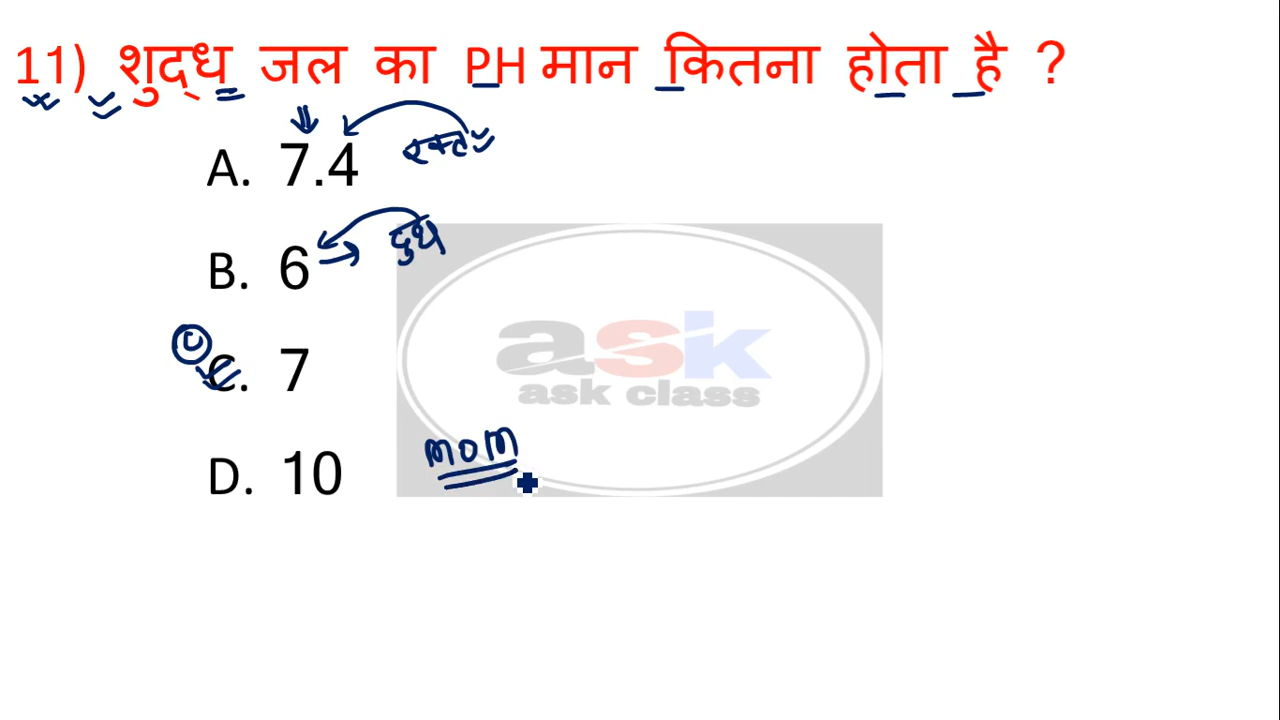 11) शुद्ध जल का PH मान कितना होता है ?
A. 7.4 रक्त
B. 6 दुध
C C. 7
D. 10 MOM
ask
ask class